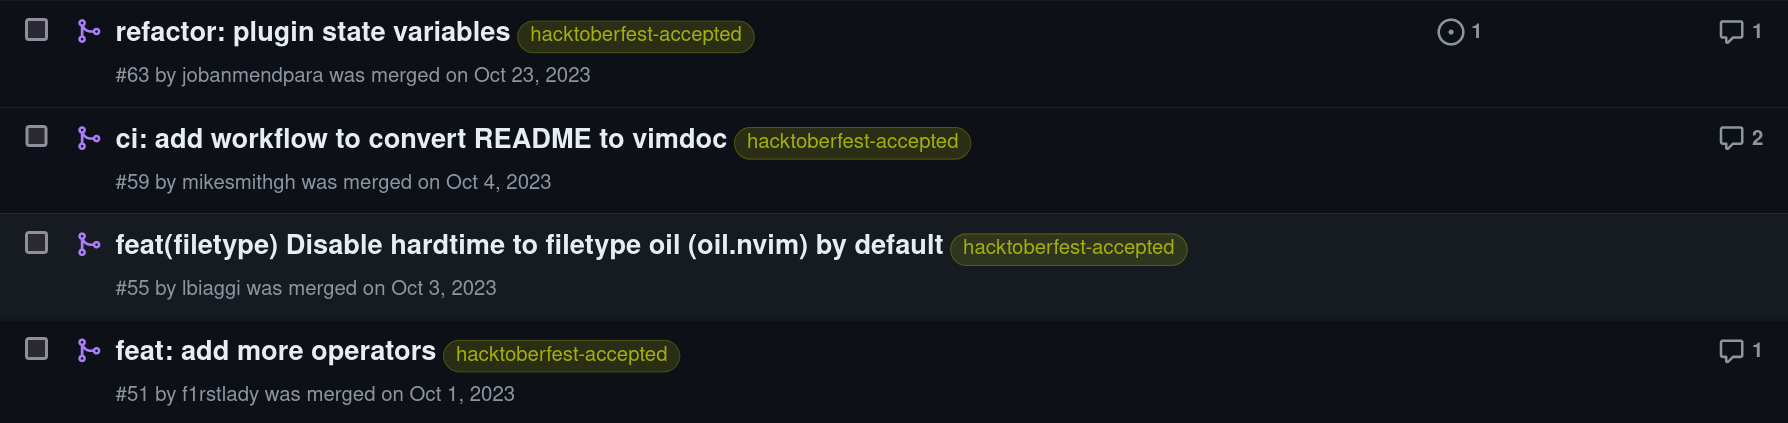 refactor: plugin state variables hacktoberfest-accepted 1 1
#63 by jobanmendpara was merged on Oct 23, 2023
ci: add workflow to convert README to vimdoc hacktoberfest-accepted 2
#59 by mikesmithgh was merged on Oct 4, 2023
feat(filetype) Disable hardtime to filetype oil (oil.nvim) by default hacktoberfest-accepted
#55 by lbiaggi was merged on Oct 3, 2023
feat: add more operators hacktoberfest-accepted 1
#51 by f1rstlady was merged on Oct 1, 2023